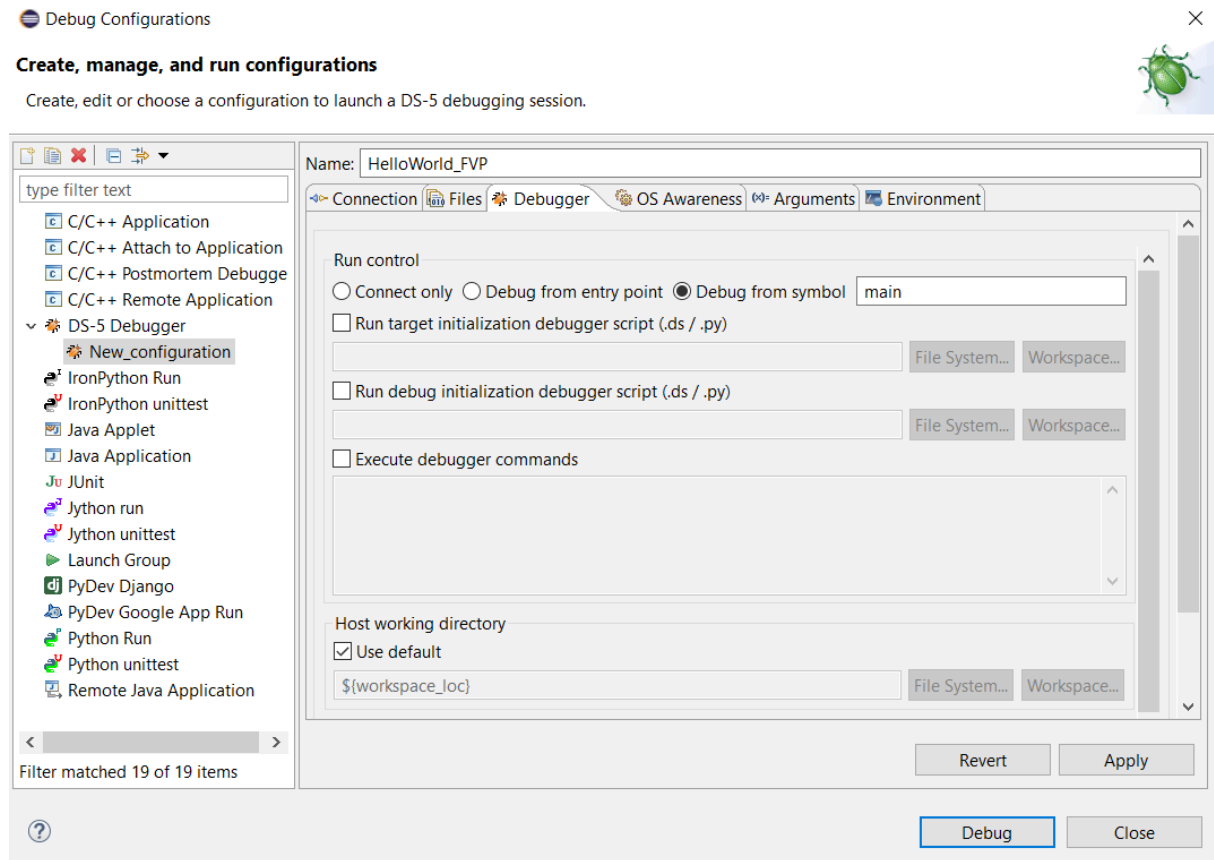 Debug Configurations
Create, manage, and run configurations
Create, edit or choose a configuration to launch a DS-5 debugging session.
type filter text
C/C++ Application
C/C++ Attach to Application
C/C++ Postmortem Debugge
C/C++ Remote Application
DS-5 Debugger
New_configuration
IronPython Run
IronPython unittest
Java Applet
Java Application
JUnit
Jython run
Jython unittest
Launch Group
PyDev Django
PyDev Google App Run
Python Run
Python unittest
Remote Java Application
Filter matched 19 of 19 items
Name: HelloWorld_FVP
Connection Files Debugger OS Awareness Arguments Environment
Run control
Connect only Debug from entry point Debug from symbol main
Run target initialization debugger script (.ds / .py)
File System... Workspace...
Run debug initialization debugger script (.ds / .py)
File System... Workspace...
Execute debugger commands
Host working directory
Use default
${workspace_loc} File System... Workspace...
Revert Apply
Debug Close